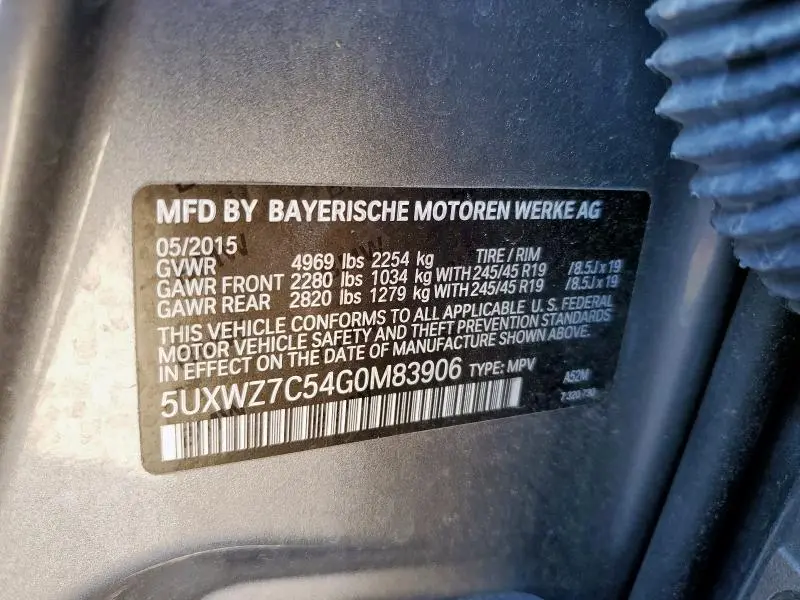 MFD BY BAYERISCHE MOTOREN WERKE AG
05/2015
GVWR 4969 lbs 2254 kg TIRE / RIM
GAWR FRONT 2280 lbs 1034 kg WITH 245/45 R19 /8.5J x 19
GAWR REAR 2820 lbs 1279 kg WITH 245/45 R19 /8.5J x 19
THIS VEHICLE CONFORMS TO ALL APPLICABLE U. S. FEDERAL
MOTOR VEHICLE SAFETY AND THEFT PREVENTION STANDARDS
IN EFFECT ON THE DATE OF MANUFACTURE SHOWN ABOVE.
5UXWZ7C54G0M83906 TYPE: MPV A52M
7 320 730